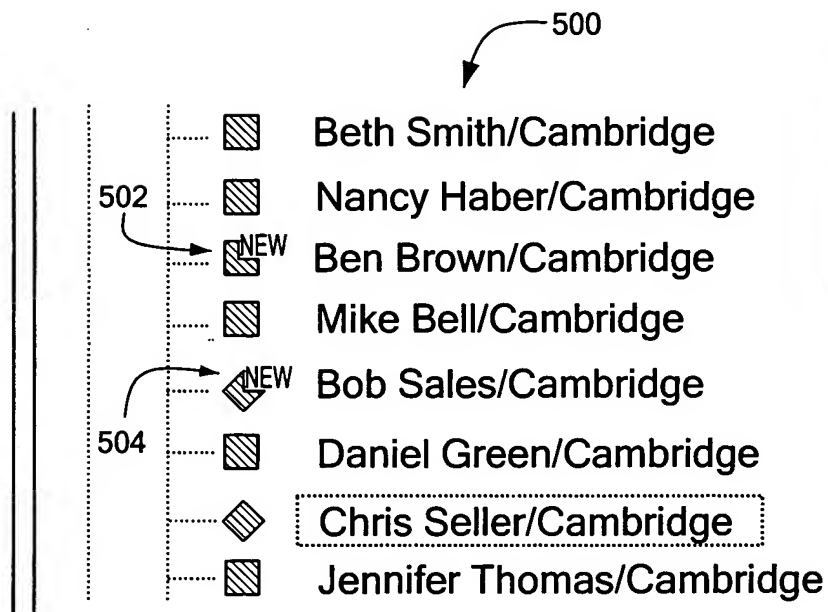 500
Beth Smith/Cambridge
502 Nancy Haber/Cambridge
NEW Ben Brown/Cambridge
Mike Bell/Cambridge
NEW Bob Sales/Cambridge
504 Daniel Green/Cambridge
Chris Seller/Cambridge
Jennifer Thomas/Cambridge